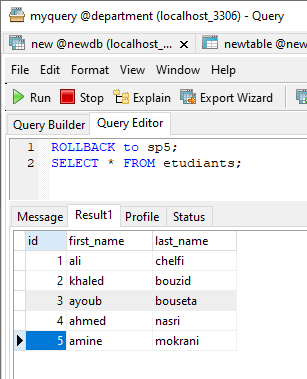 myquery @department (localhost_3306) - Query
new @newdb (localhost_... newtable @new
File Edit Format View Window Help
Run Stop Explain Export Wizard
Query Builder Query Editor
1 ROLLBACK to sp5;
2 SELECT * FROM etudiants;
Message Result1 Profile Status
id first_name last_name
1 ali chelfi
2 khaled bouzid
3 ayoub bouseta
4 ahmed nasri
5 amine mokrani